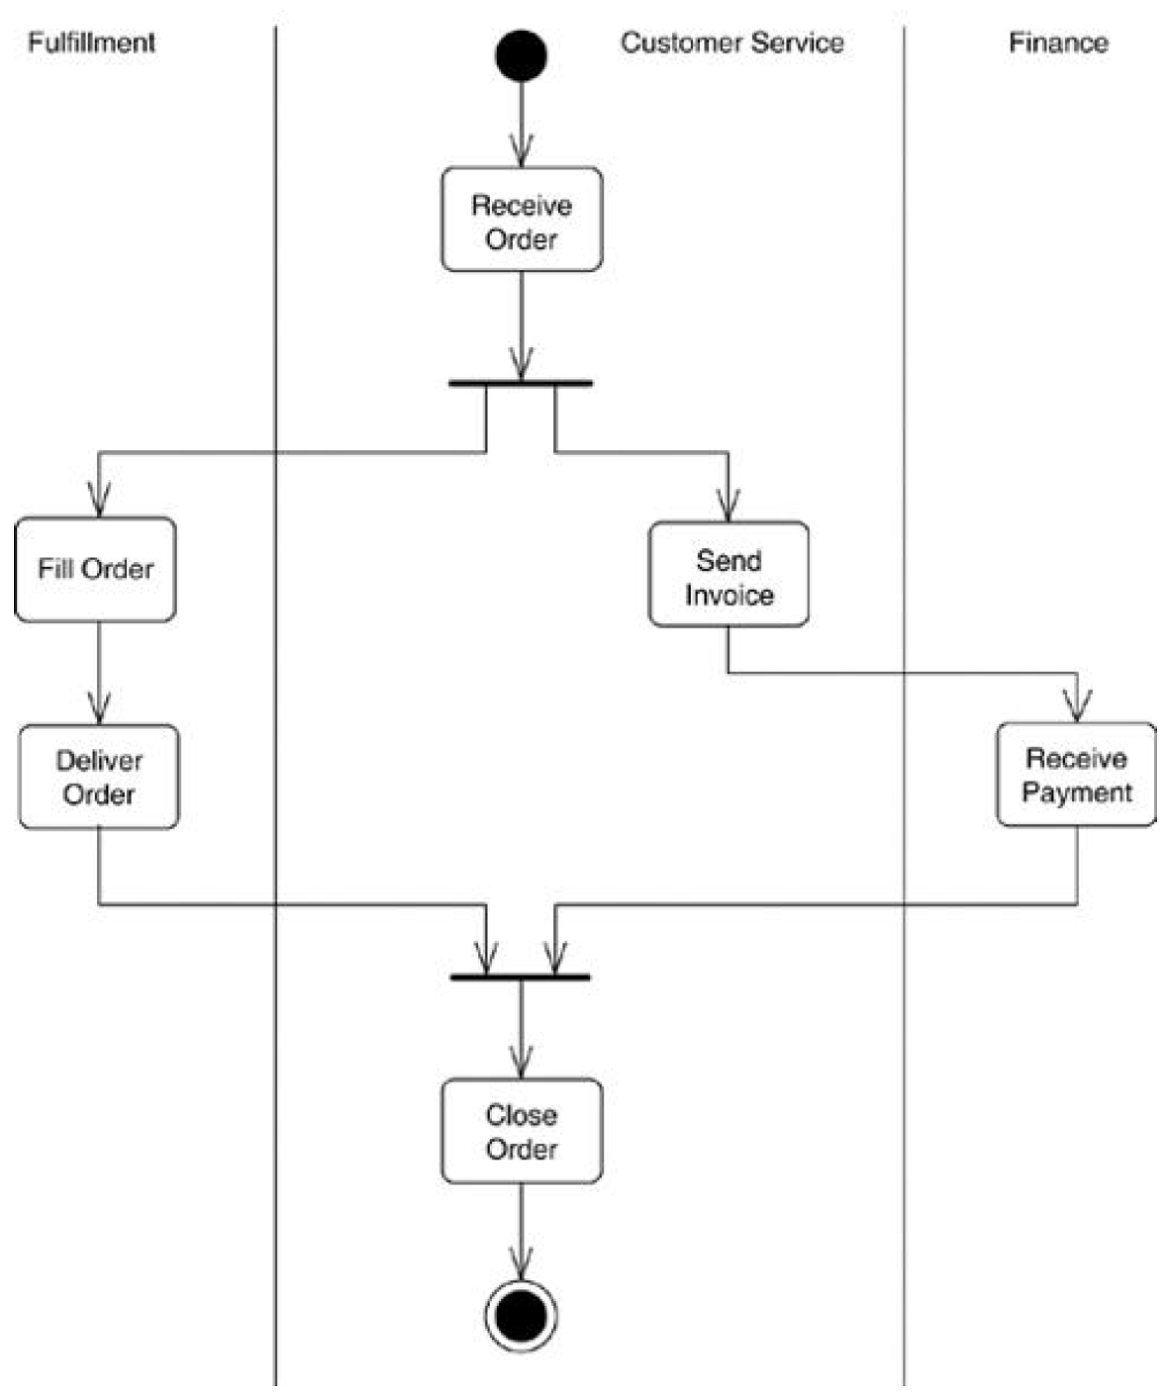 Fulfillment
Customer Service
Finance
Receive
Order
Fill Order
Send
Invoice
Deliver
Order
Receive
Payment
Close
Order